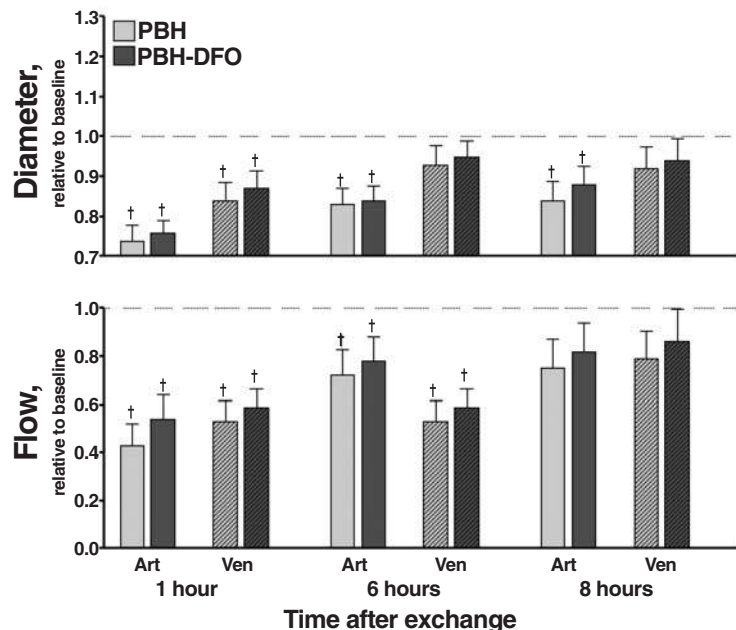 PBH
PBH-DFO
Diameter,
relative to baseline
1.3
1.2
1.1
1.0
0.9
0.8
0.7
† † † † † † † †
Flow,
relative to baseline
1.0
0.8
0.6
0.4
0.2
0.0
† † † † † † † †
Art Ven Art Ven Art Ven
1 hour 6 hours 8 hours
Time after exchange